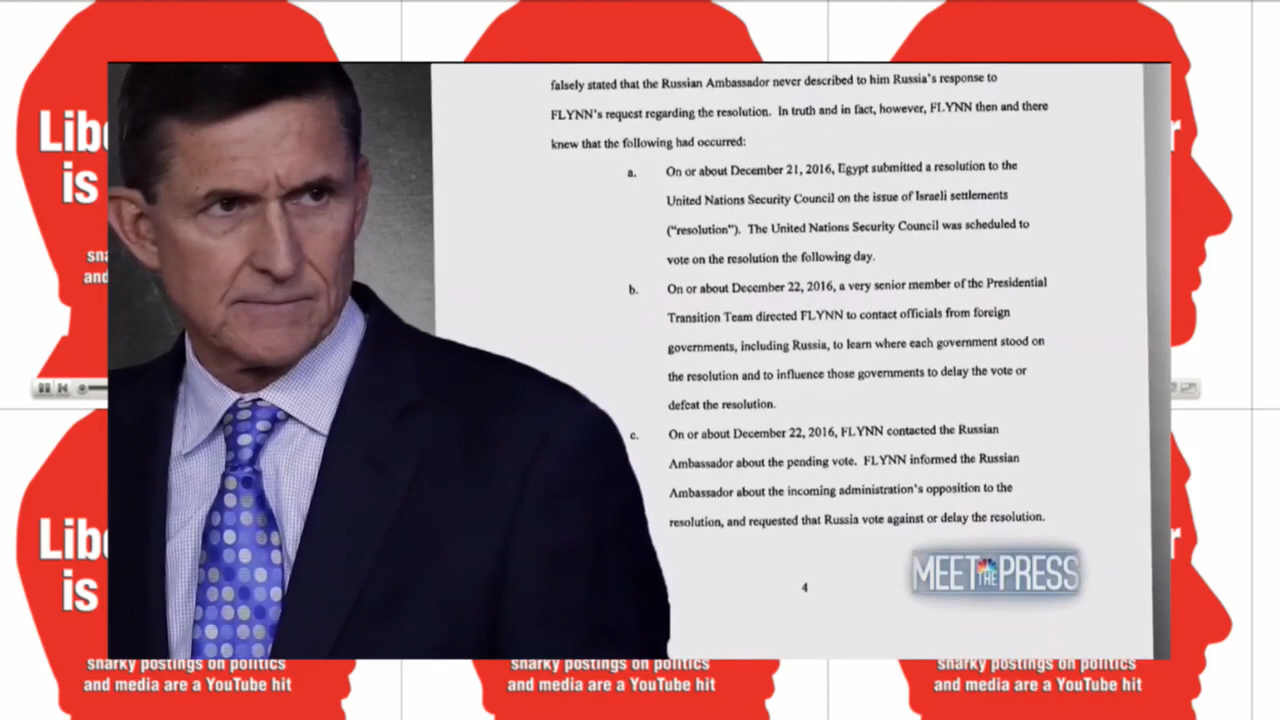 falsely stated that the Russian Ambassador never described to him Russia's response to
FLYNN's request regarding the resolution. In truth and in fact, however, FLYNN then and there
knew that the following had occurred:
a. On or about December 21, 2016, Egypt submitted a resolution to the
United Nations Security Council on the issue of Israeli settlements
("resolution"). The United Nations Security Council was scheduled to
vote on the resolution the following day.
b. On or about December 22, 2016, a very senior member of the Presidential
Transition Team directed FLYNN to contact officials from foreign
governments, including Russia, to learn where each government stood on
the resolution and to influence those governments to delay the vote or
defeat the resolution.
c. On or about December 22, 2016, FLYNN contacted the Russian
Ambassador about the pending vote. FLYNN informed the Russian
Ambassador about the incoming administration's opposition to the
resolution, and requested that Russia vote against or delay the resolution.
4
MEET THE PRESS
is
and
is
snarky postings on politics
and media are a YouTube hit
snarky postings on politics
and media are a YouTube hit
snarky postings on politics
and media are a YouTube hit